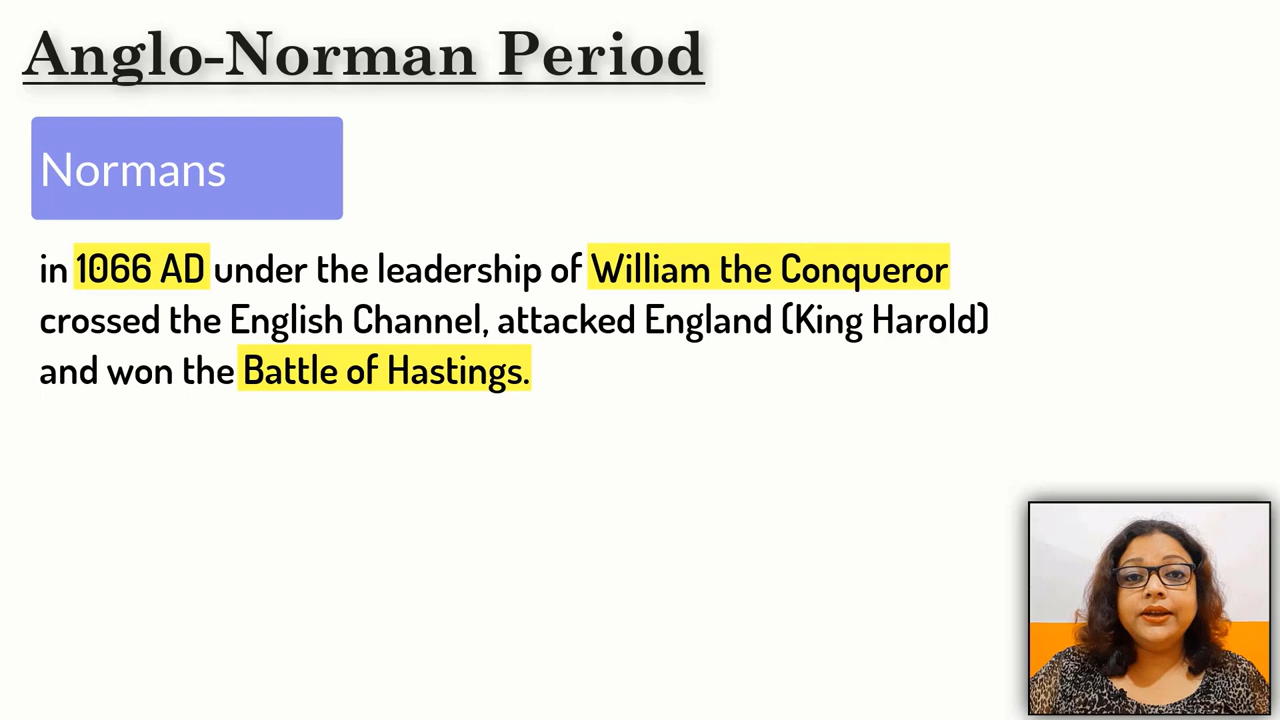 Anglo-Norman Period
Normans
in 1066 AD under the leadership of William the Conqueror
crossed the English Channel, attacked England (King Harold)
and won the Battle of Hastings.